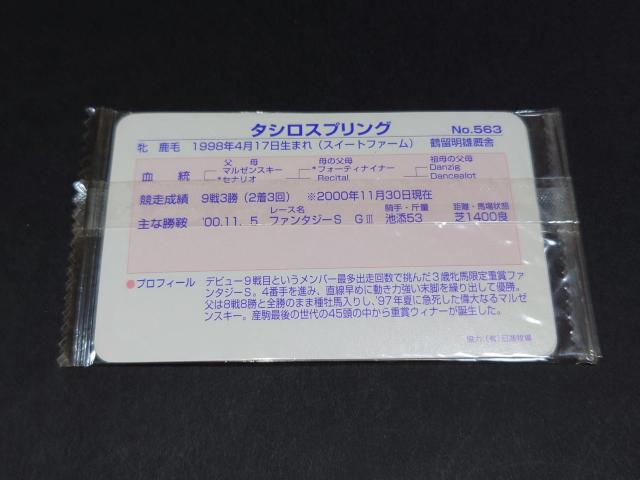 タシロスプリング No.563
牝 鹿毛 1998年4月17日生まれ（スイートファーム） 鶴留明雄厩舎
父 母 母の父母 祖母の父母
血 統 マルゼンスキー *フォーティナイナー Danzig
*セナリオ Recital Dancealot
競走成績 9戦3勝（2着3回） ※2000年11月30日現在
レース名 騎手・斤量 距離・馬場状態
主な勝鞍 '00.11. 5 ファンタジーS GⅢ 池添53 芝1400良
●プロフィール デビュー9戦目というメンバー最多出走回数で挑んだ3歳牝馬限定重賞ファ
ンタジーS。4番手を進み、直線早めに動き力強い末脚を繰り出して優勝。
父は8戦8勝と全勝のまま種牡馬入りし、'97年夏に急死した偉大なるマルゼ
ンスキー。産駒最後の世代の45頭の中から重賞ウィナーが誕生した。
協力：(有)日進牧場